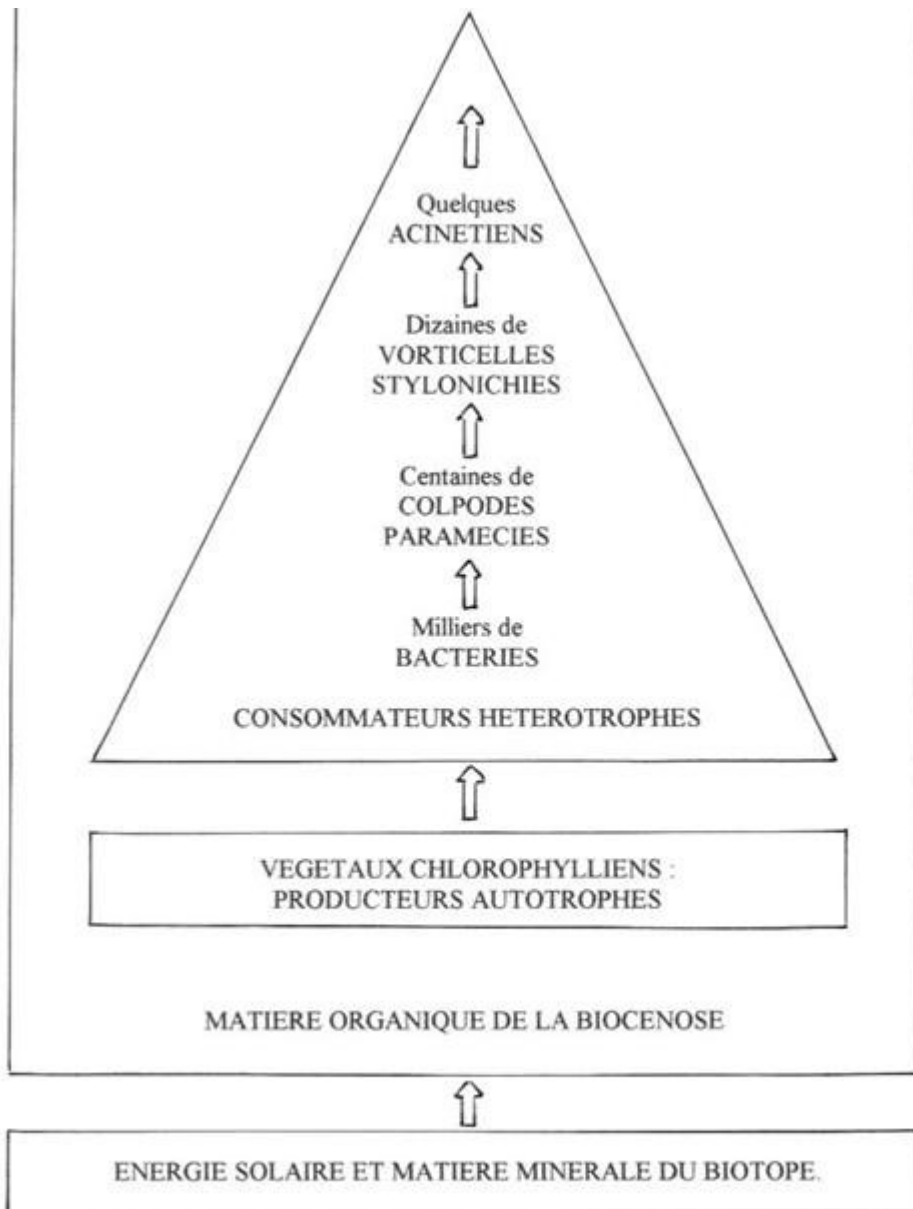 Quelques
ACINETIENS
Dizaines de
VORTICELLES
STYLONICHIES
Centaines de
COLPODES
PARAMECIES
Milliers de
BACTERIES
CONSOMMATEURS HETEROTROPHES
VEGETAUX CHLOROPHYLLIENS :
PRODUCTEURS AUTOTROPHES
MATIERE ORGANIQUE DE LA BIOCENOSE
ENERGIE SOLAIRE ET MATIERE MINERALE DU BIOTOPE.